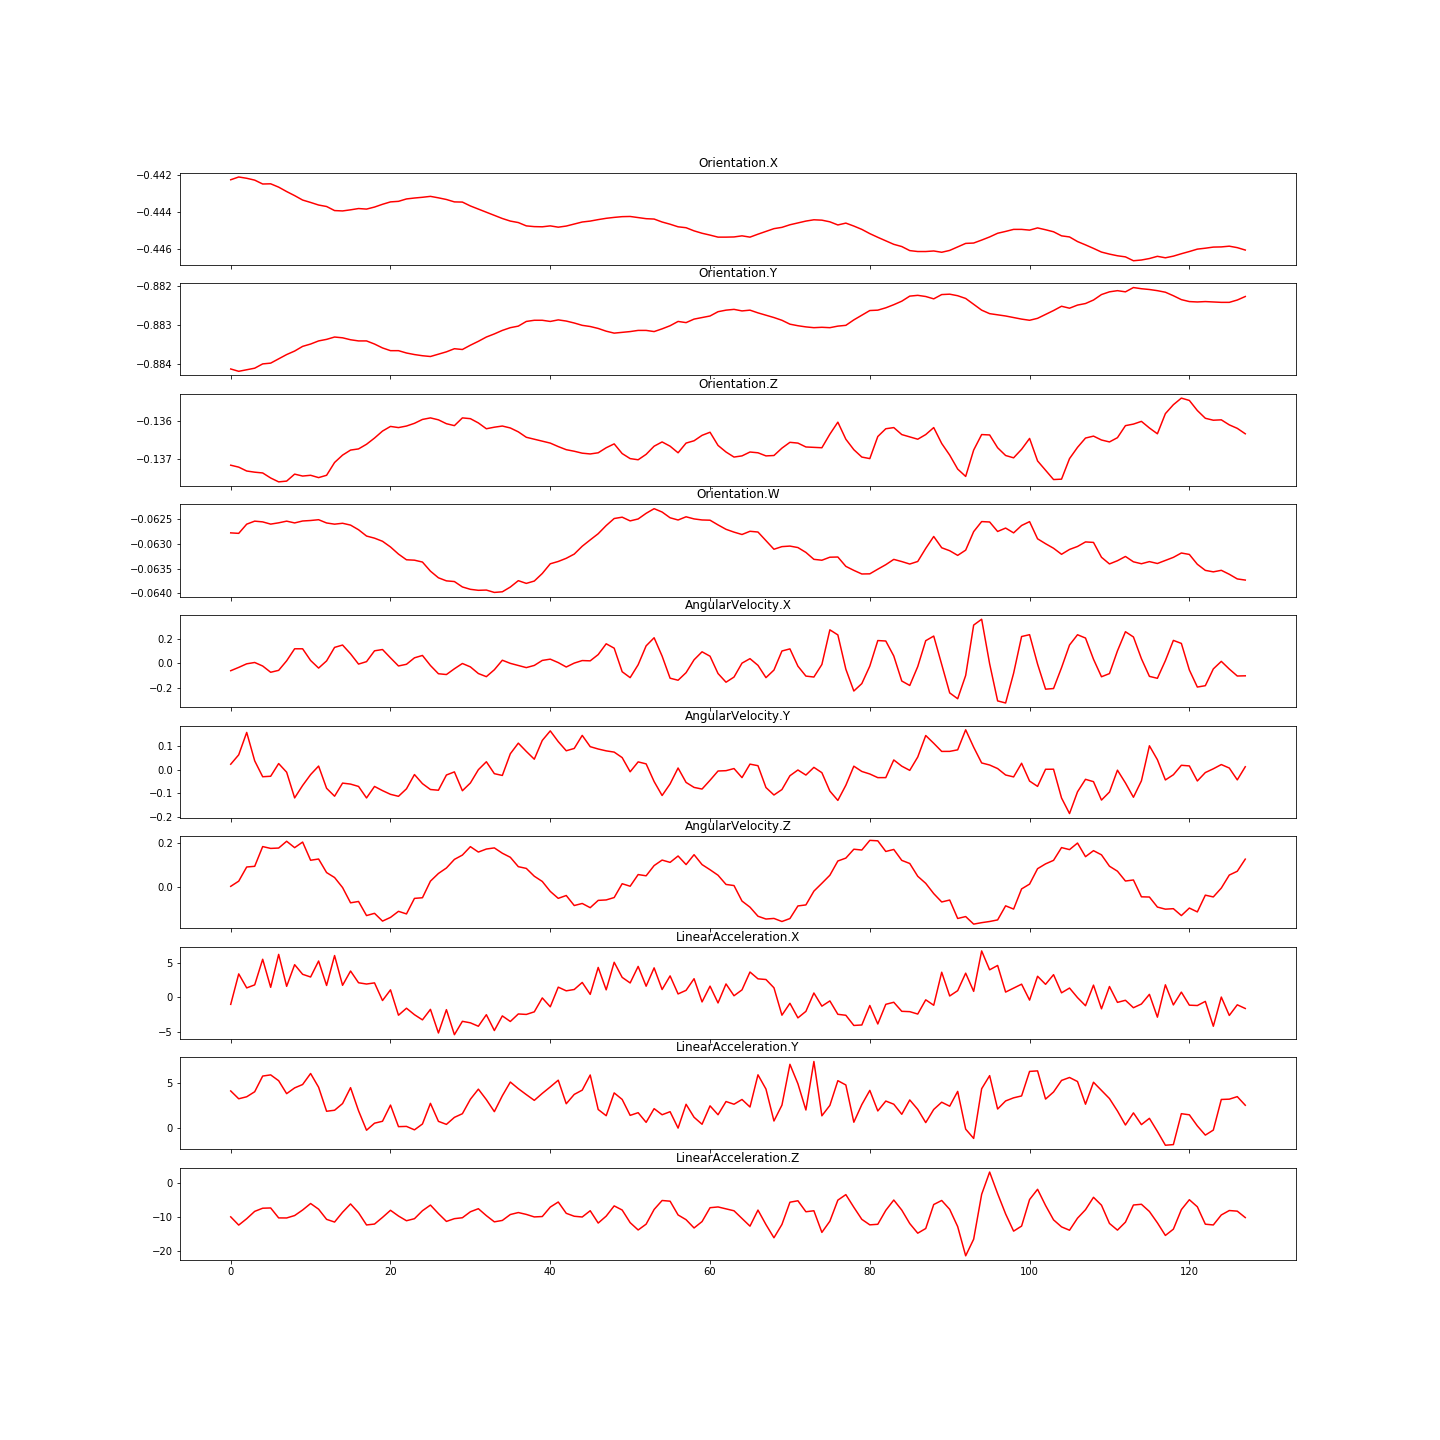 Orientation.X
−0.442
−0.444
−0.446
Orientation.Y
−0.882
−0.883
−0.884
Orientation.Z
−0.136
−0.137
Orientation.W
−0.0625
−0.0630
−0.0635
−0.0640
AngularVelocity.X
0.2
0.0
−0.2
AngularVelocity.Y
0.1
0.0
−0.1
−0.2
AngularVelocity.Z
0.2
0.0
LinearAcceleration.X
5
0
−5
LinearAcceleration.Y
5
0
LinearAcceleration.Z
0
−10
−20
0 20 40 60 80 100 120